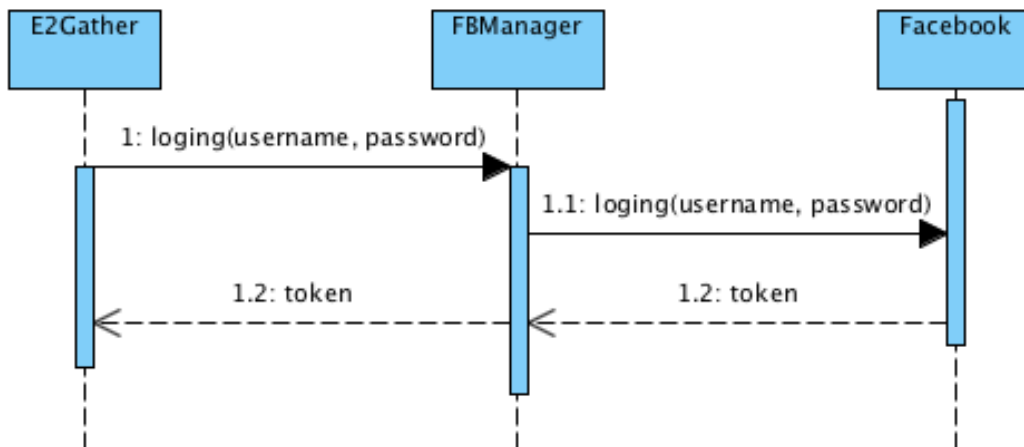 E2Gather
FBManager
Facebook
1: loging(username, password)
1.1: loging(username, password)
1.2: token
1.2: token